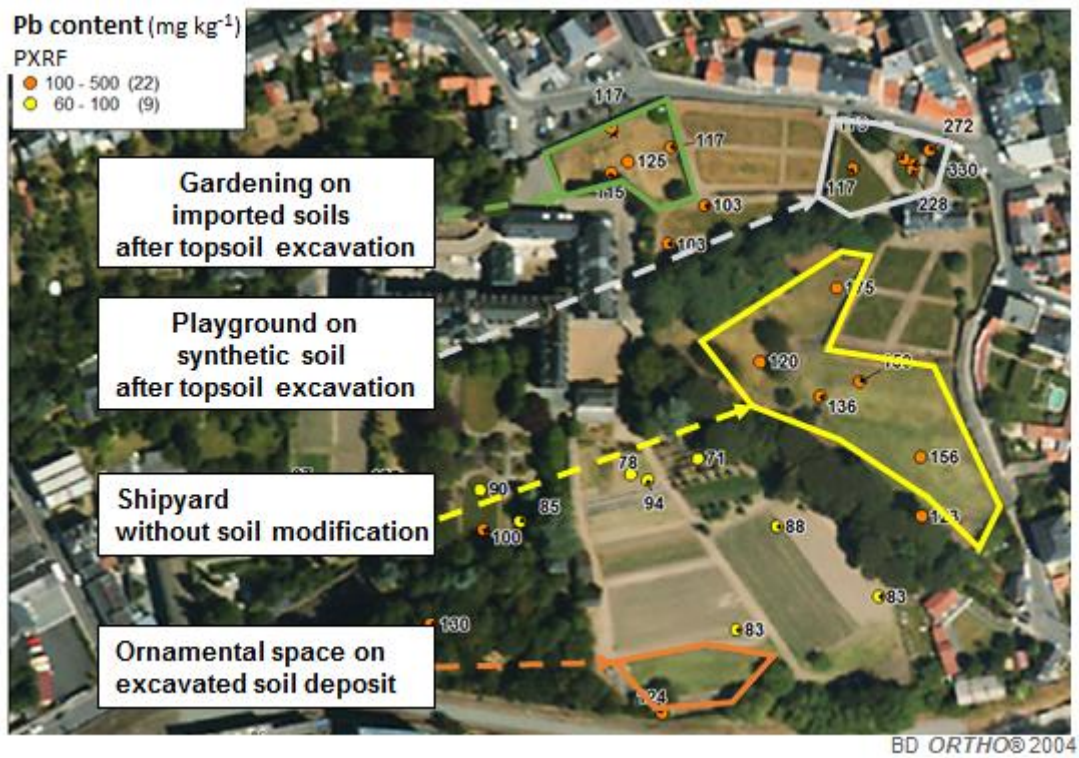 Pb content (mg kg⁻¹)
PXRF
100 - 500 (22)
60 - 100 (9)
117
272
117
125
330
115
117
228
103
103
Gardening on
imported soils
after topsoil excavation
Playground on
synthetic soil
after topsoil excavation
120
136
156
71
78
94
90
85
100
88
123
83
83
130
124
Shipyard
without soil modification
Ornamental space on
excavated soil deposit
BD ORTHO® 2004